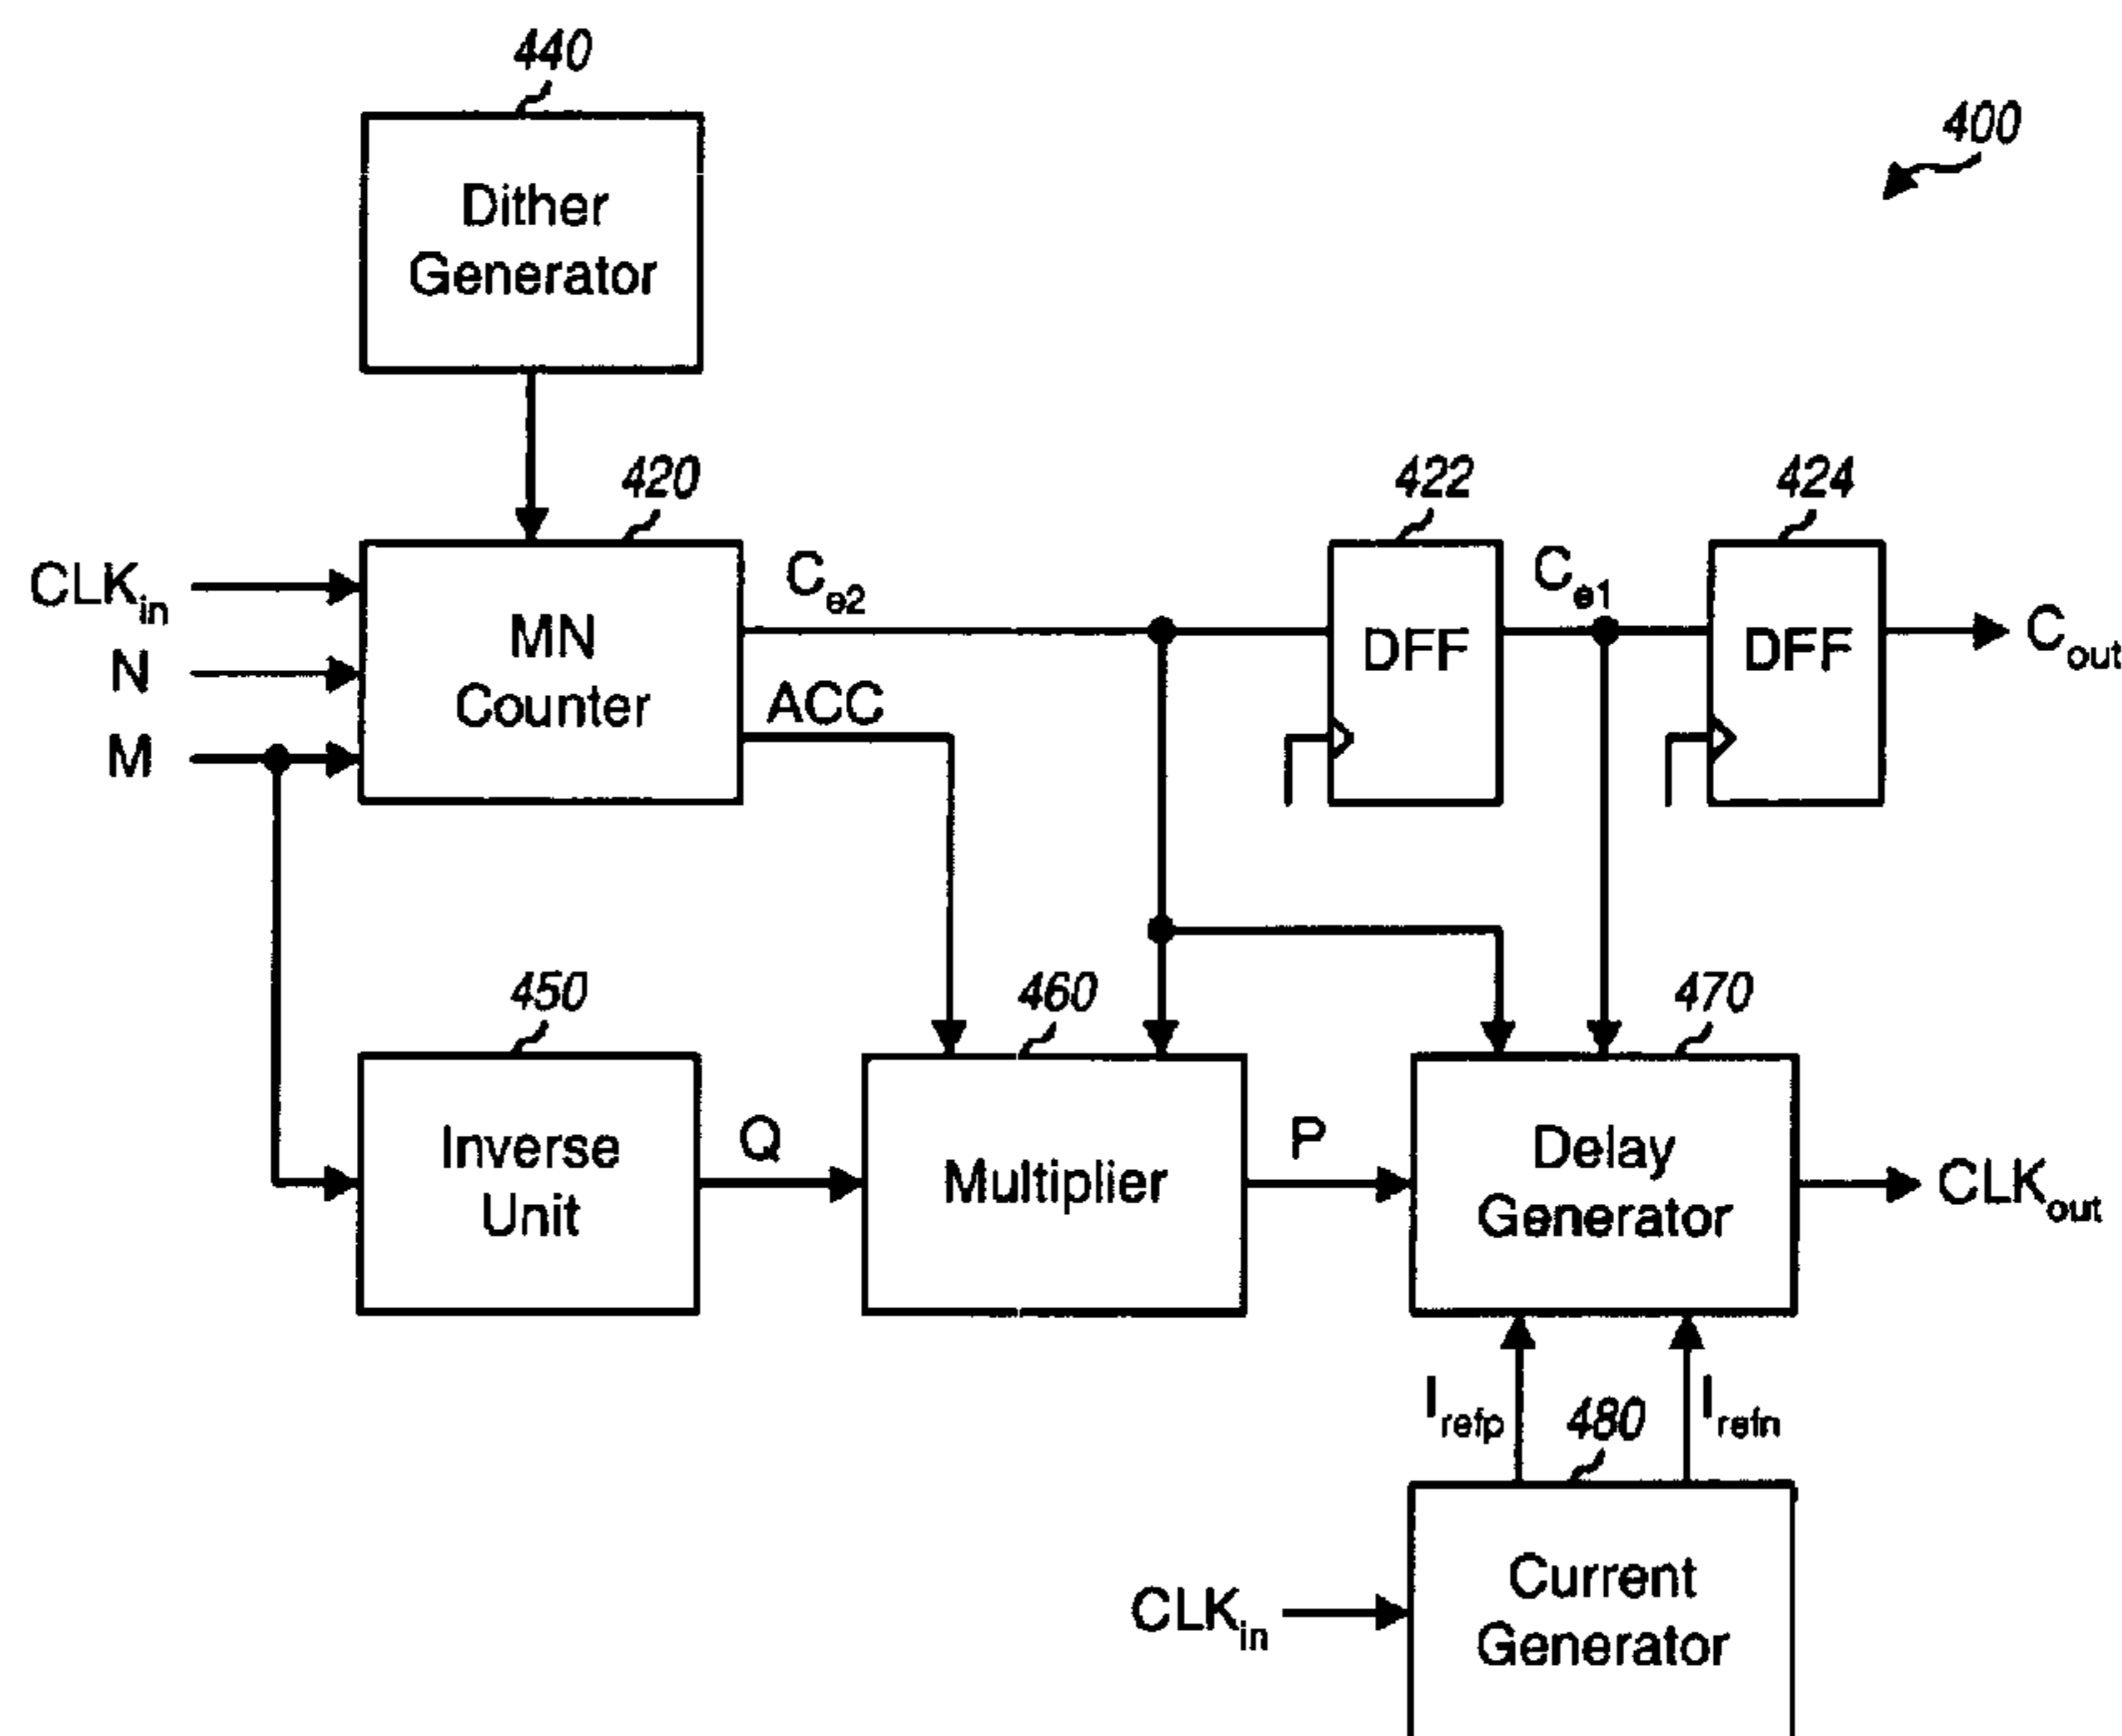 440
400
Dither
Generator
420
422
424
CLKin
N
M
MN
Counter
Ce2
ACC
DFF
Ce1
DFF
Cout
450
460
470
Inverse
Unit
Q
Multiplier
P
Delay
Generator
CLKout
Irefp
480
Irefn
CLKin
Current
Generator